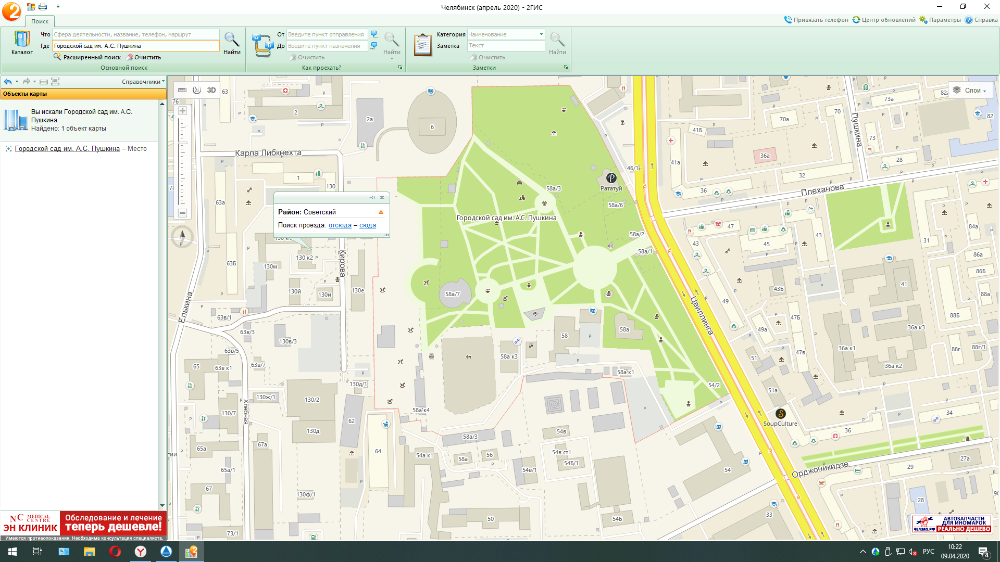 Челябинск (апрель 2020) - 2ГИС
Поиск
Привязать телефон
Центр обновлений
Параметры
Справка
Каталог
Что
Сфера деятельности, название, телефон, маршрут
Где
Городской сад им. А.С. Пушкина
Расширенный поиск
Очистить
Найти
Основной поиск
От
Введите пункт отправления
До
Введите пункт назначения
Очистить
Найти
Как проехать?
Категория
Наименование
Заметка
Текст
Очистить
Найти
Заметки
Справочники
Объекты карты
Вы искали Городской сад им. А.С.
Пушкина
Найдено: 1 объект карты
Городской сад им. А.С. Пушкина – Место
3D
Слои
76
63
2
2а
6
Карла Либкнехта
1
130
63а
Район: Советский
Поиск проезда: отсюда – сюда
130 к2
130м
63Б
Кирова
130й
130и
130е
Елькина
63в/1
63в/3
130в/3
63в/5
65
63в к1
63в/7
130д/1
130ж/1
130/2
130/7
Хлебная
130д
62
65а
67а
64
65а/1
67
130ф/1
73/1
46/1
Рататуй
58а/3
58а/6
Городской сад им. А.С. Пушкина
58а/2
58а/1
58а/7
58
58а
58а к3
58а к1
54/2
58а к4
58а/3
54в
54а к1
58а
56
54в ст1
54Б/1
54в/1
54
50
54Б
Цвиллинга
Плеханова
Пушкина
Орджоникидзе
41Б
70а
70
73а
82а
82
73
41а
36а
28
32
36
47
43
45
43
31
84а
86а
86Б
43Б
41
88а
49
47Б
88Б
49а
36а к3
36а к1
88г
88г/1
51
47в
36а к2
51а
SoupCulture
34
36
27а
29
28
33
NC MEDICAL CENTRE
ЭН КЛИНИК
Обследование и лечение
теперь дешевле!
Имеются противопоказания. Необходима консультация специалиста.
АВТОЗАПЧАСТИ
ДЛЯ ИНОМАРОК
ЧЕЛЗАП.РФ РЕАЛЬНО ДЕШЕВО
РУС
10:22
09.04.2020
4